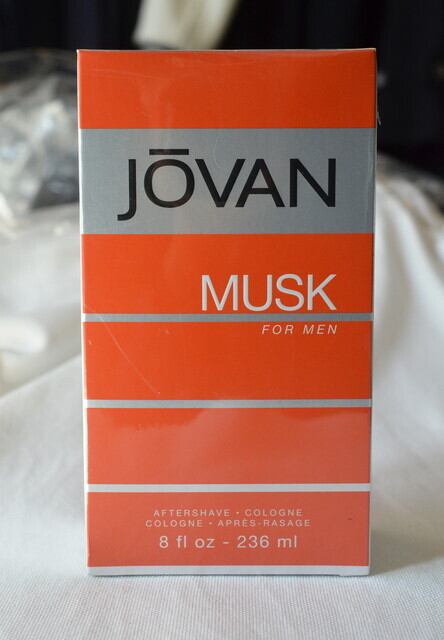 JŌVAN
MUSK
FOR MEN
AFTERSHAVE • COLOGNE
COLOGNE • APRÈS-RASAGE
8 fl oz - 236 ml